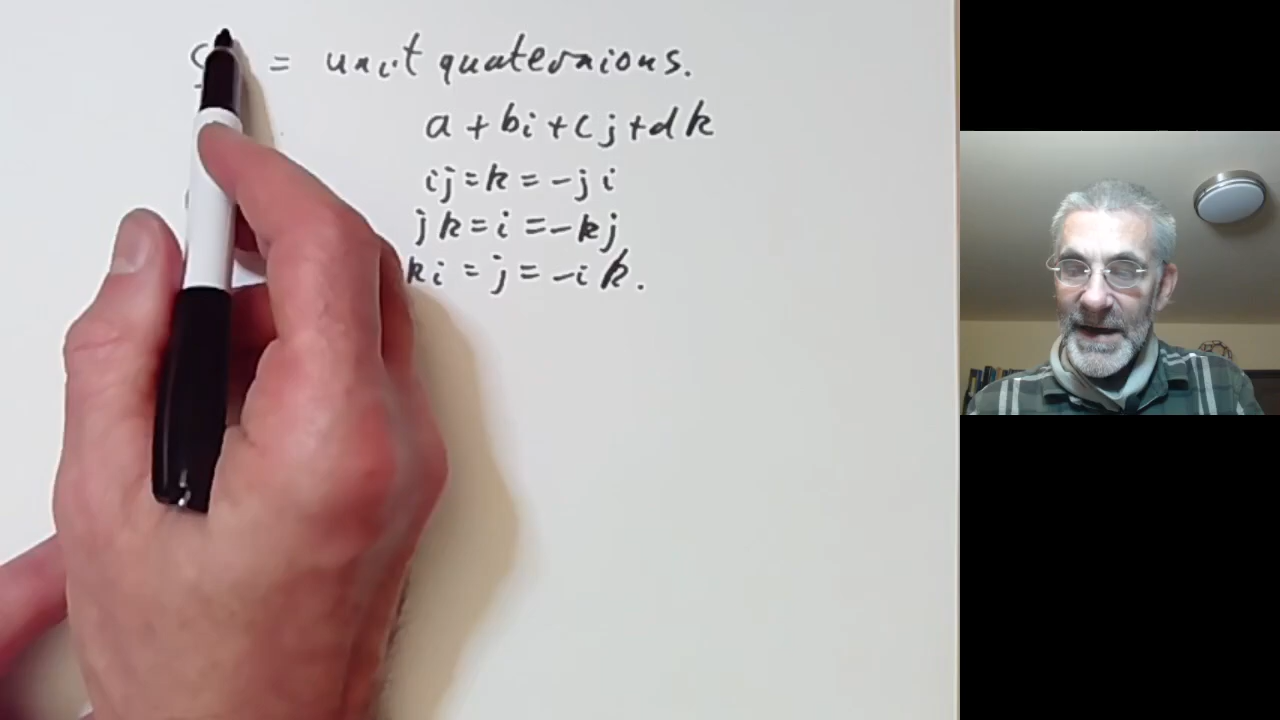 = unit quaternions.
a + bi + cj + dk
ij = k = -ji
jk = i = -kj
ki = j = -ik.